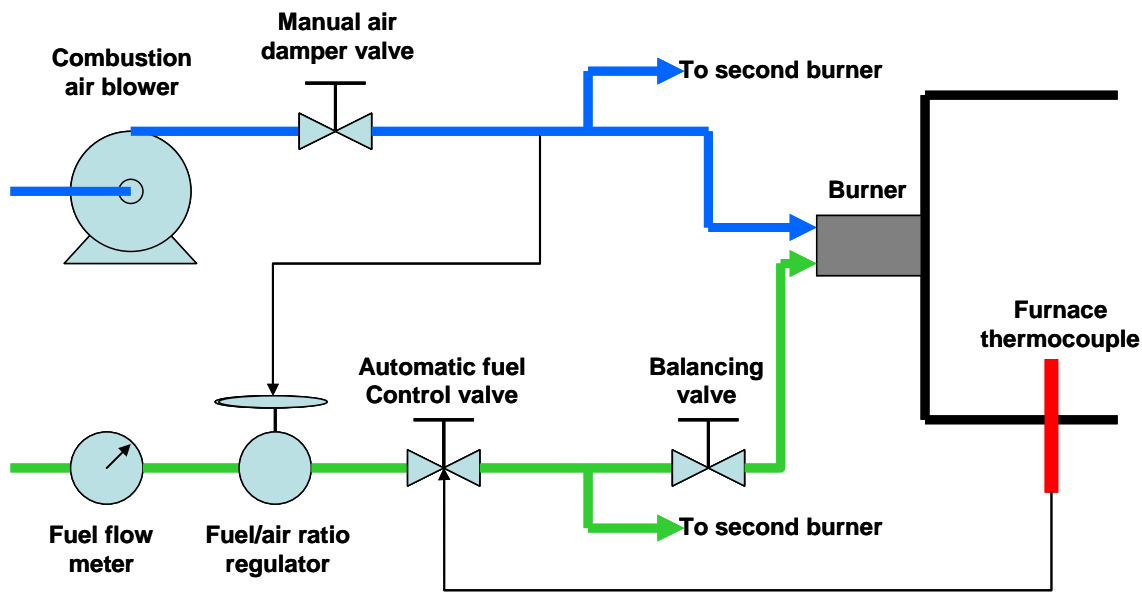 Manual air
damper valve
Combustion
air blower
To second burner
Burner
Furnace
thermocouple
Automatic fuel
Control valve
Balancing
valve
Fuel flow
meter
Fuel/air ratio
regulator
To second burner